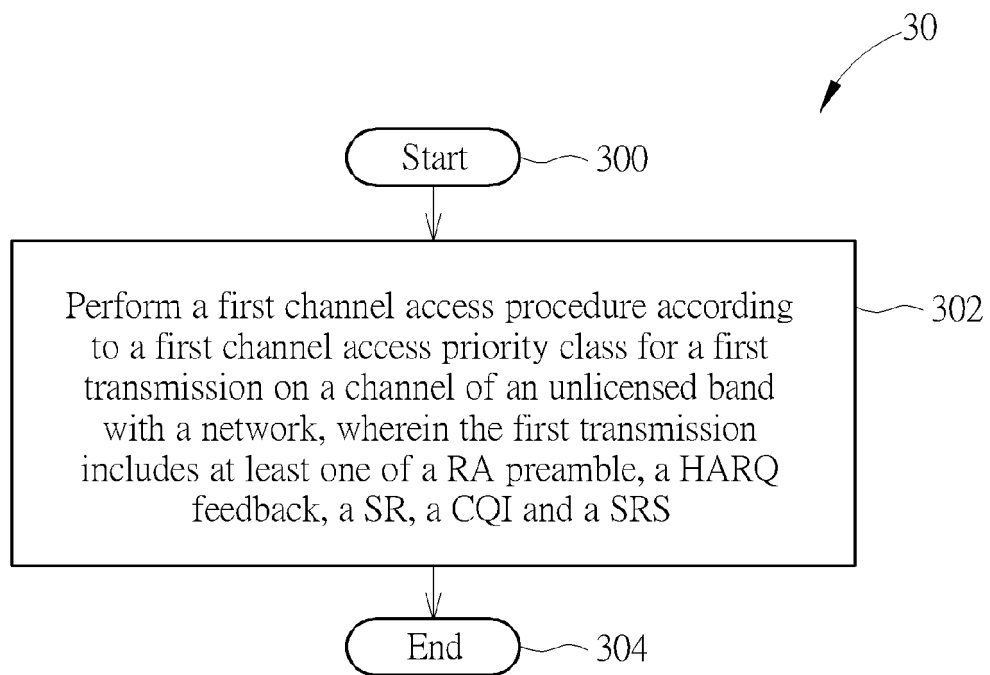 30
Start
300
Perform a first channel access procedure according
to a first channel access priority class for a first
transmission on a channel of an unlicensed band
with a network, wherein the first transmission
includes at least one of a RA preamble, a HARQ
feedback, a SR, a CQI and a SRS
302
End
304